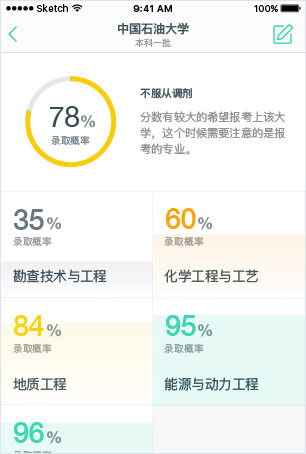 Sketch 9:41 AM 100%
中国石油大学
本科一批
不服从调剂
78%
录取概率
分数有较大的希望报考上该大
学，这个时候需要注意的是报
考的专业。
35% 60%
录取概率 录取概率
勘查技术与工程 化学工程与工艺
84% 95%
录取概率 录取概率
地质工程 能源与动力工程
96%